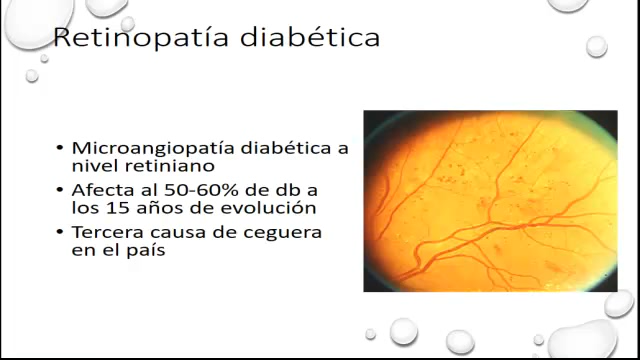 Retinopatía diabética
• Microangiopatía diabética a
nivel retiniano
• Afecta al 50-60% de db a
los 15 años de evolución
• Tercera causa de ceguera
en el país